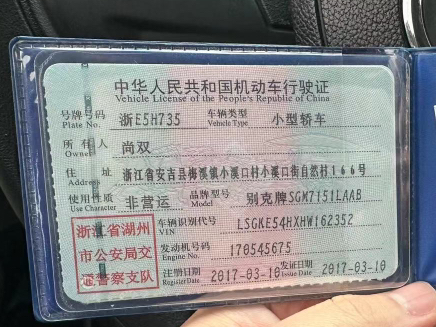 中华人民共和国机动车行驶证
Vehicle License of the People's Republic of China
号牌号码 浙E5H735 车辆类型 小型轿车
Plate No. Vehicle Type
所有人 尚双
Owner
住址 浙江省安吉县梅溪镇小溪口村小溪口街自然村166号
Address
使用性质 非营运 品牌型号 别克牌SGM7151LAAB
Use Character Model
浙江省湖州 车辆识别代号 LSGKE54HXHW162352
VIN
市公安局交 发动机号码 170545675
Engine No.
通警察支队 注册日期 2017-03-10 发证日期 2017-03-10
Register Date Issue Date